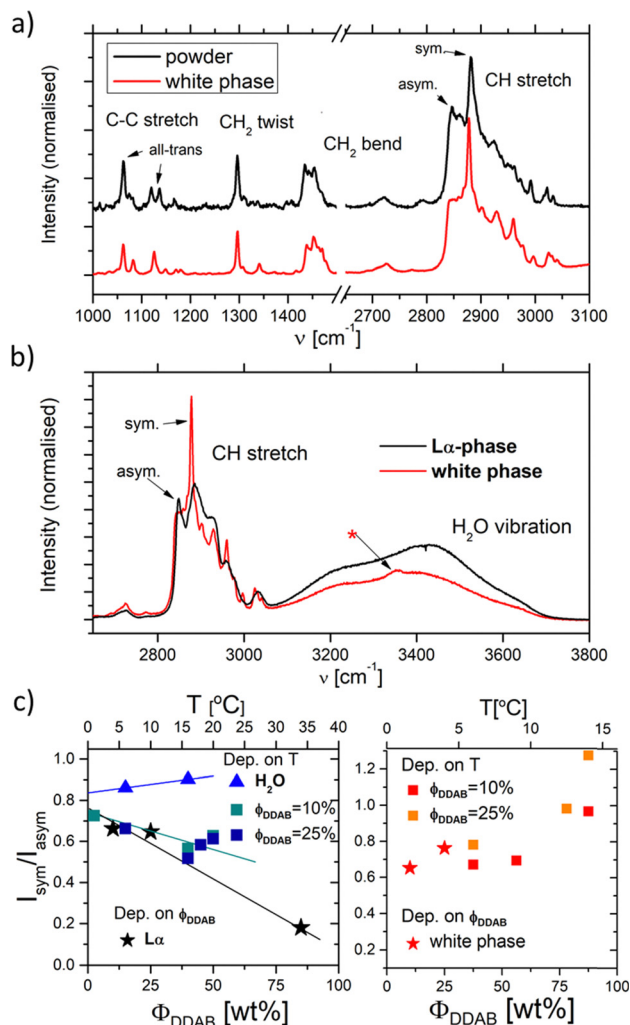 a)
powder
white phase
sym.
CH stretch
asym.
C-C stretch
CH₂ twist
all-trans
CH₂ bend
Intensity (normalised)
1000 1100 1200 1300 1400 2700 2800 2900 3000 3100
ν [cm⁻¹]
b)
sym.
CH stretch
asym.
Lα-phase
white phase
*
H₂O vibration
Intensity (normalised)
2800 3000 3200 3400 3600 3800
ν [cm⁻¹]
c)
T [°C]
0 5 10 15 20 25 30 35 40
Dep. on T
H₂O
ϕDDAB=10%
ϕDDAB=25%
Dep. on ϕDDAB
Lα
Isym/Iasym
1.0
0.8
0.6
0.4
0.2
0.0
0 25 50 75 100
ΦDDAB [wt%]
T[°C]
0 2 4 6 8 10 12 14
Dep. on T
ϕDDAB=10%
ϕDDAB=25%
Dep. on ϕDDAB
white phase
1.2
1.0
0.8
0.6
0.4
0.2
0 25 50 75 100
ΦDDAB [wt%]